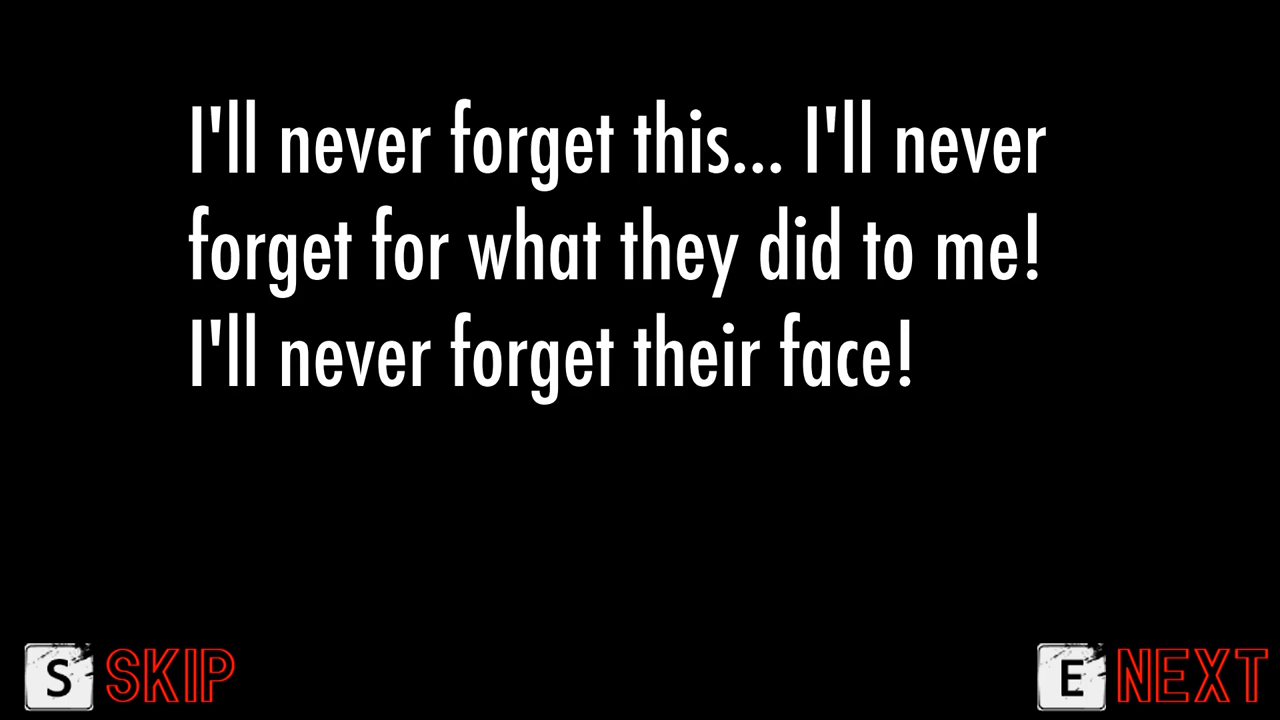 I'll never forget this... I'll never
forget for what they did to me!
I'll never forget their face!
S SKIP
E NEXT